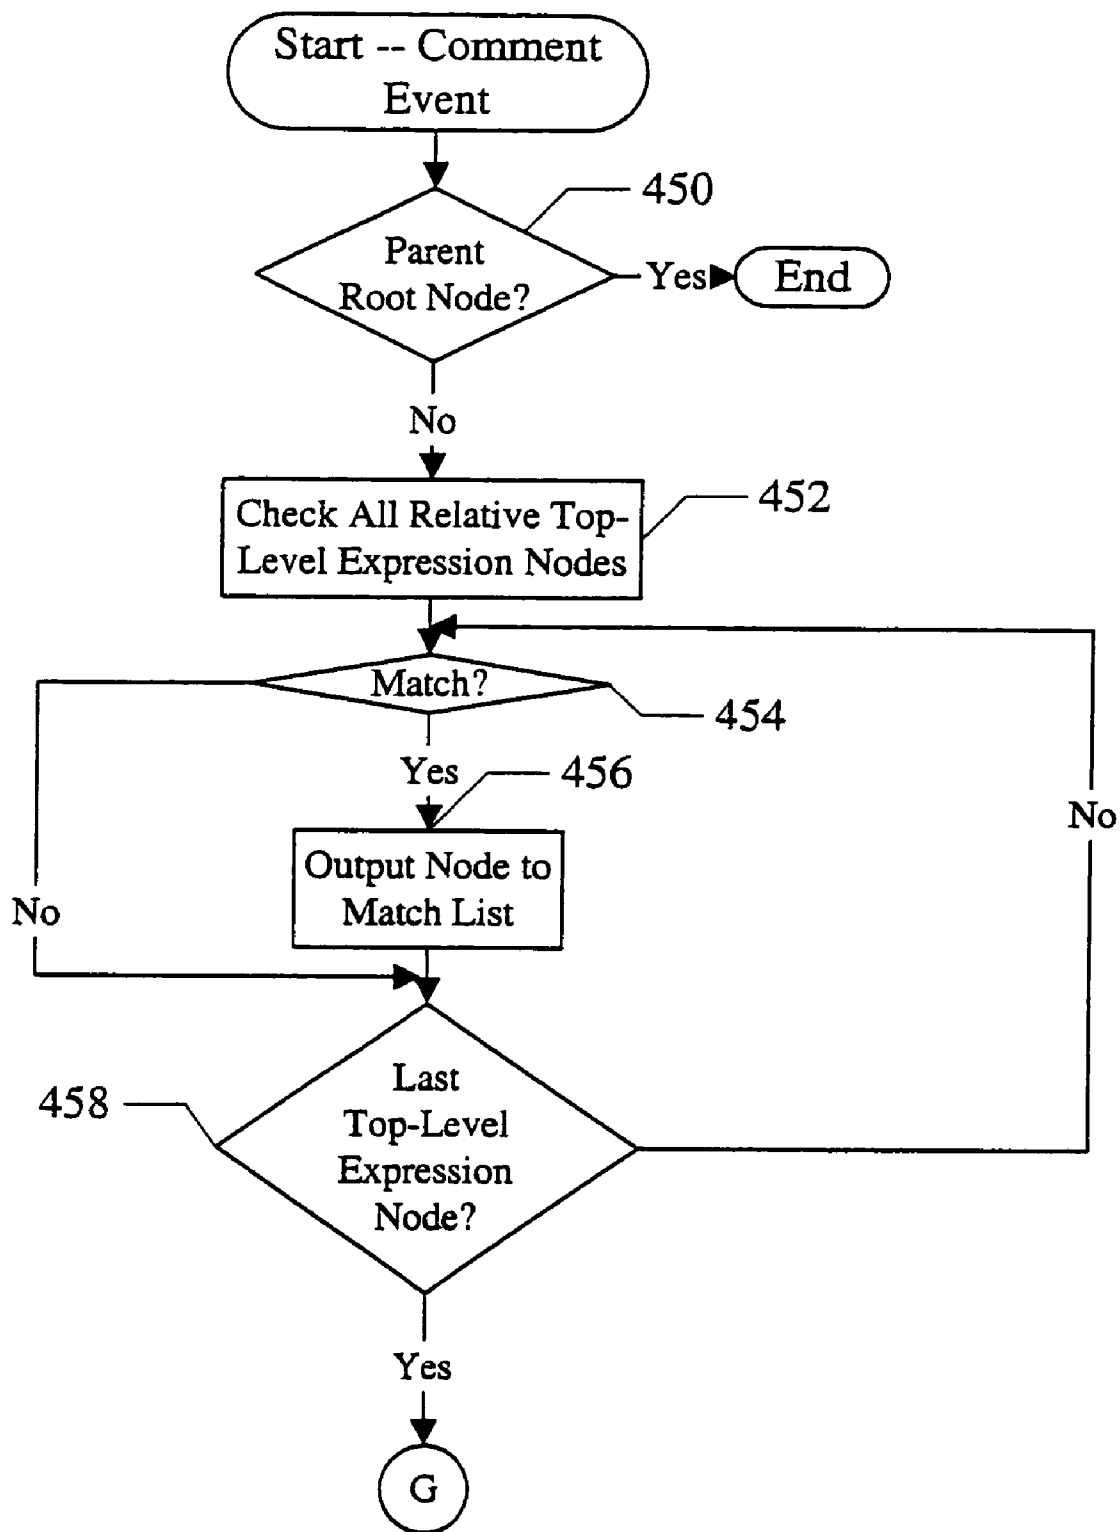 Start -- Comment
Event
450
Parent
Root Node?
Yes
End
No
452
Check All Relative Top-
Level Expression Nodes
Match?
454
Yes
456
No
Output Node to
Match List
No
458
Last
Top-Level
Expression
Node?
Yes
G